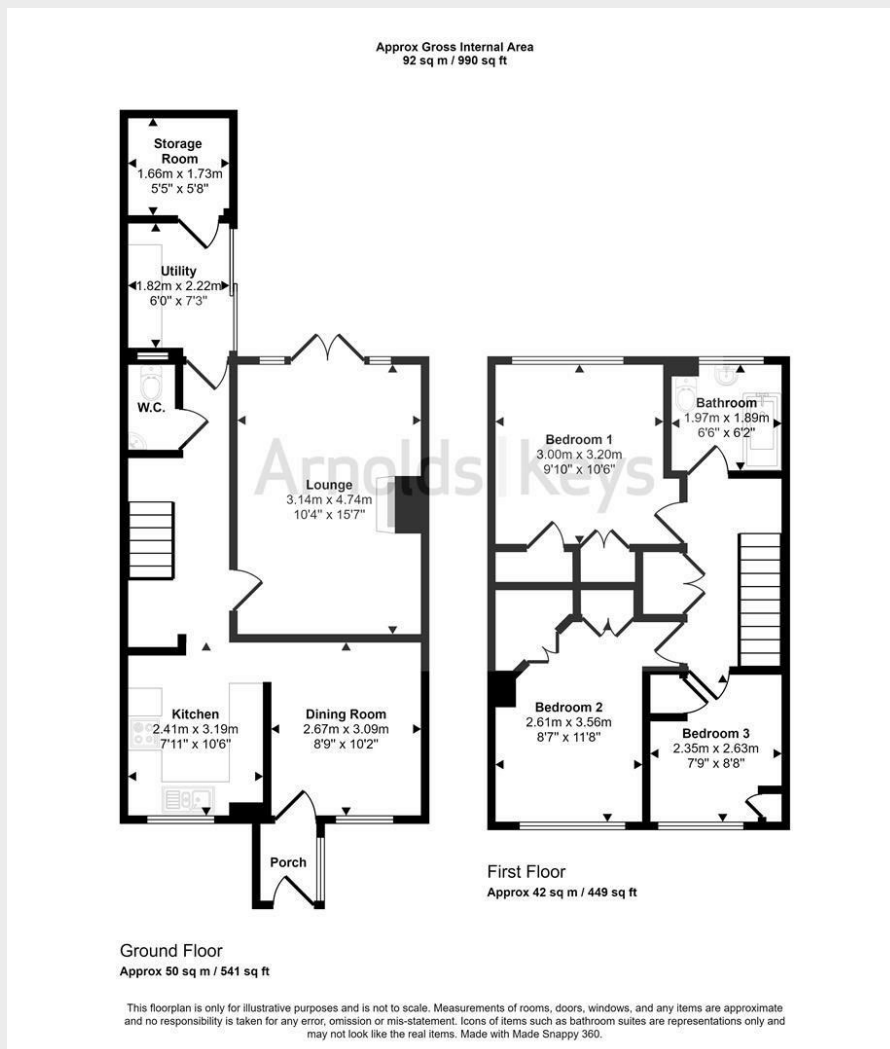 Approx Gross Internal Area
92 sq m / 990 sq ft
Storage
Room
1.66m x 1.73m
5'5" x 5'8"
Utility
1.82m x 2.22m
6'0" x 7'3"
W.C.
Lounge
3.14m x 4.74m
10'4" x 15'7"
Kitchen
2.41m x 3.19m
7'11" x 10'6"
Dining Room
2.67m x 3.09m
8'9" x 10'2"
Porch
Ground Floor
Approx 50 sq m / 541 sq ft
Bedroom 1
3.00m x 3.20m
9'10" x 10'6"
Bathroom
1.97m x 1.89m
6'6" x 6'2"
Bedroom 2
2.61m x 3.56m
8'7" x 11'8"
Bedroom 3
2.35m x 2.63m
7'9" x 8'8"
First Floor
Approx 42 sq m / 449 sq ft
Arnolds|Keys
This floorplan is only for illustrative purposes and is not to scale. Measurements of rooms, doors, windows, and any items are approximate
and no responsibility is taken for any error, omission or mis-statement. Icons of items such as bathroom suites are representations only and
may not look like the real items. Made with Made Snappy 360.